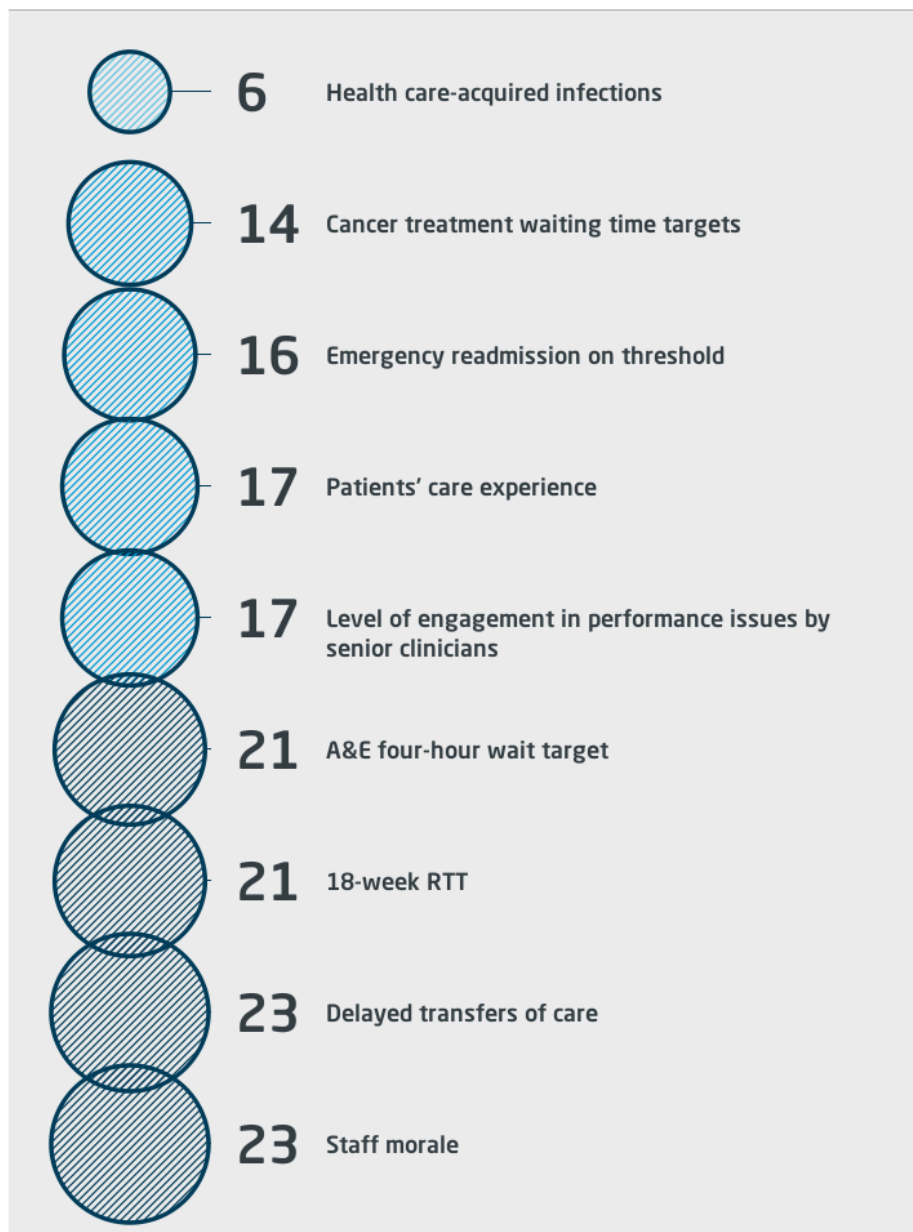 6 Health care-acquired infections
14 Cancer treatment waiting time targets
16 Emergency readmission on threshold
17 Patients’ care experience
17 Level of engagement in performance issues by
senior clinicians
21 A&E four-hour wait target
21 18-week RTT
23 Delayed transfers of care
23 Staff morale